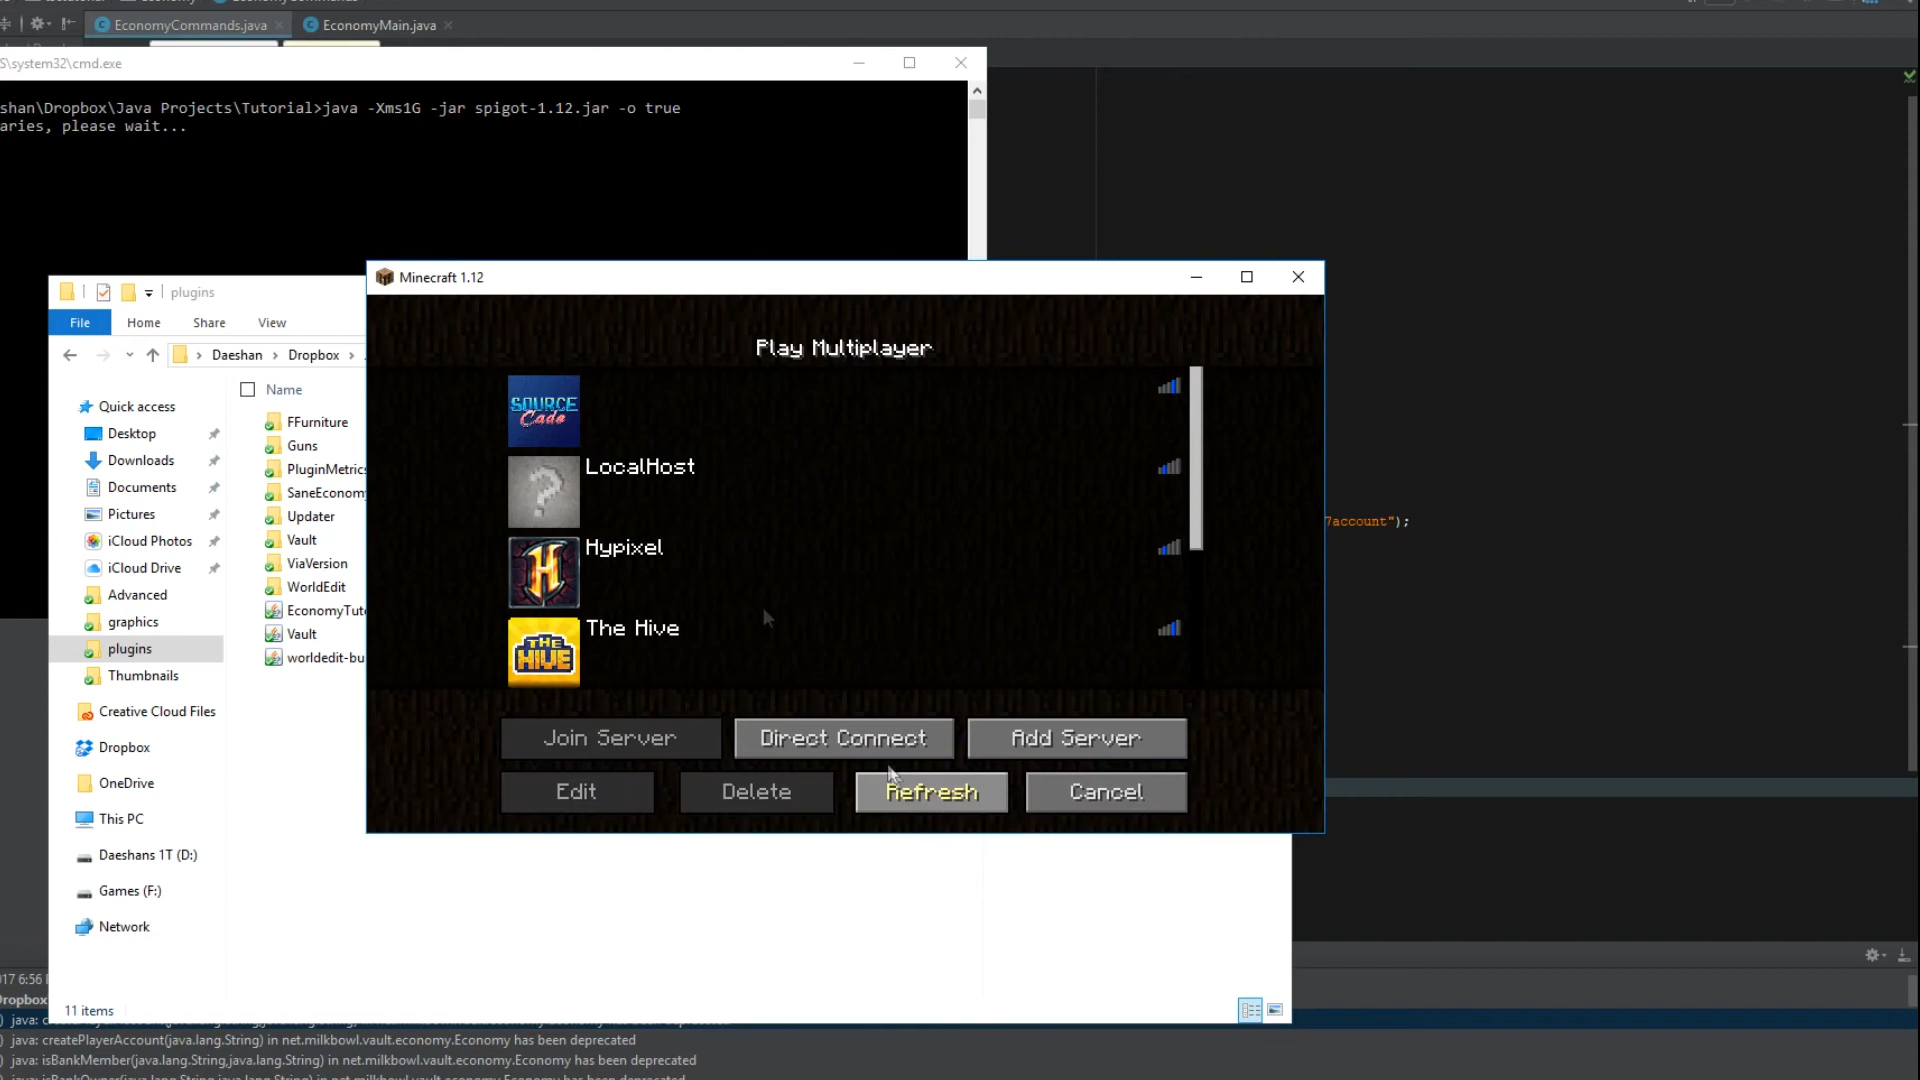 EconomyCommands.java
EconomyMain.java
S\system32\cmd.exe
shan\Dropbox\Java Projects\Tutorial>java -Xms1G -jar spigot-1.12.jar -o true
aries, please wait...
plugins
File
Home
Share
View
Daeshan
Dropbox
Name
Quick access
Desktop
Downloads
Documents
Pictures
iCloud Photos
iCloud Drive
Advanced
graphics
plugins
Thumbnails
Creative Cloud Files
Dropbox
OneDrive
This PC
Daeshans 1T (D:)
Games (F:)
Network
FFurniture
Guns
PluginMetrics
SaneEconom
Updater
Vault
ViaVersion
WorldEdit
EconomyTut
Vault
worldedit-bu
11 items
Minecraft 1.12
Play Multiplayer
SOURCE
Cade
LocalHost
Hypixel
The Hive
THE
HIVE
Join Server
Direct Connect
Add Server
Edit
Delete
Refresh
Cancel
7account");
17 6:56
Dropbox
java: createPlayerAccount(java.lang.String) in net.milkbowl.vault.economy.Economy has been deprecated
java: isBankMember(java.lang.String,java.lang.String) in net.milkbowl.vault.economy.Economy has been deprecated